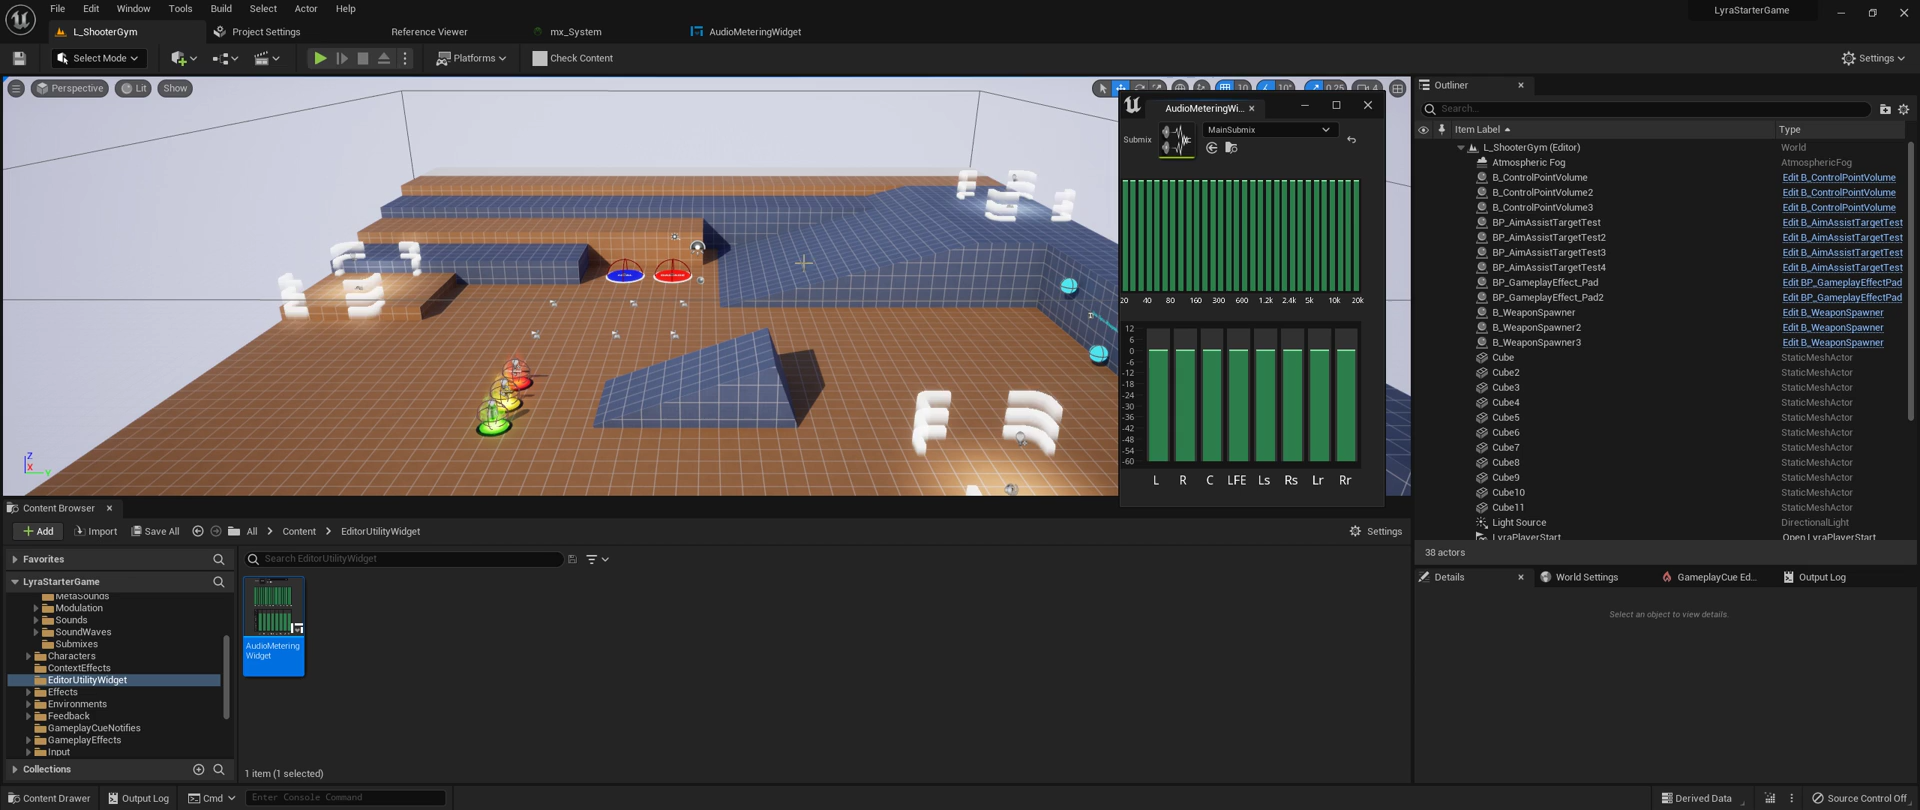 File Edit Window Tools Build Select Actor Help
LyraStarterGame
L_ShooterGym
Project Settings
Reference Viewer
mx_System
AudioMeteringWidget
Select Mode
Platforms
Check Content
Settings
Perspective
Lit
Show
10
10°
0.25
4
AudioMeteringWi...
Submix
MainSubmix
20 40 80 160 300 600 1.2k 2.4k 5k 10k 20k
12
6
0
-6
-12
-18
-24
-30
-36
-42
-48
-54
-60
L R C LFE Ls Rs Lr Rr
Z
X
Y
Outliner
Search...
Item Label
Type
L_ShooterGym (Editor) World
Atmospheric Fog AtmosphericFog
B_ControlPointVolume Edit B_ControlPointVolume
B_ControlPointVolume2 Edit B_ControlPointVolume
B_ControlPointVolume3 Edit B_ControlPointVolume
BP_AimAssistTargetTest Edit B_AimAssistTargetTest
BP_AimAssistTargetTest2 Edit B_AimAssistTargetTest
BP_AimAssistTargetTest3 Edit B_AimAssistTargetTest
BP_AimAssistTargetTest4 Edit B_AimAssistTargetTest
BP_GameplayEffect_Pad Edit BP_GameplayEffectPad
BP_GameplayEffect_Pad2 Edit BP_GameplayEffectPad
B_WeaponSpawner Edit B_WeaponSpawner
B_WeaponSpawner2 Edit B_WeaponSpawner
B_WeaponSpawner3 Edit B_WeaponSpawner
Cube StaticMeshActor
Cube2 StaticMeshActor
Cube3 StaticMeshActor
Cube4 StaticMeshActor
Cube5 StaticMeshActor
Cube6 StaticMeshActor
Cube7 StaticMeshActor
Cube8 StaticMeshActor
Cube9 StaticMeshActor
Cube10 StaticMeshActor
Cube11 StaticMeshActor
Light Source DirectionalLight
LyraPlayerStart Open LyraPlayerStart
38 actors
Details
World Settings
GameplayCue Ed...
Output Log
Select an object to view details.
Content Browser
Add
Import
Save All
All
Content
EditorUtilityWidget
Settings
Favorites
LyraStarterGame
MetaSounds
Modulation
Sounds
SoundWaves
Submixes
Characters
ContextEffects
EditorUtilityWidget
Effects
Environments
Feedback
GameplayCueNotifies
GameplayEffects
Input
Collections
Search EditorUtilityWidget
AudioMetering
Widget
1 item (1 selected)
Content Drawer
Output Log
Cmd
Enter Console Command
Derived Data
Source Control Off